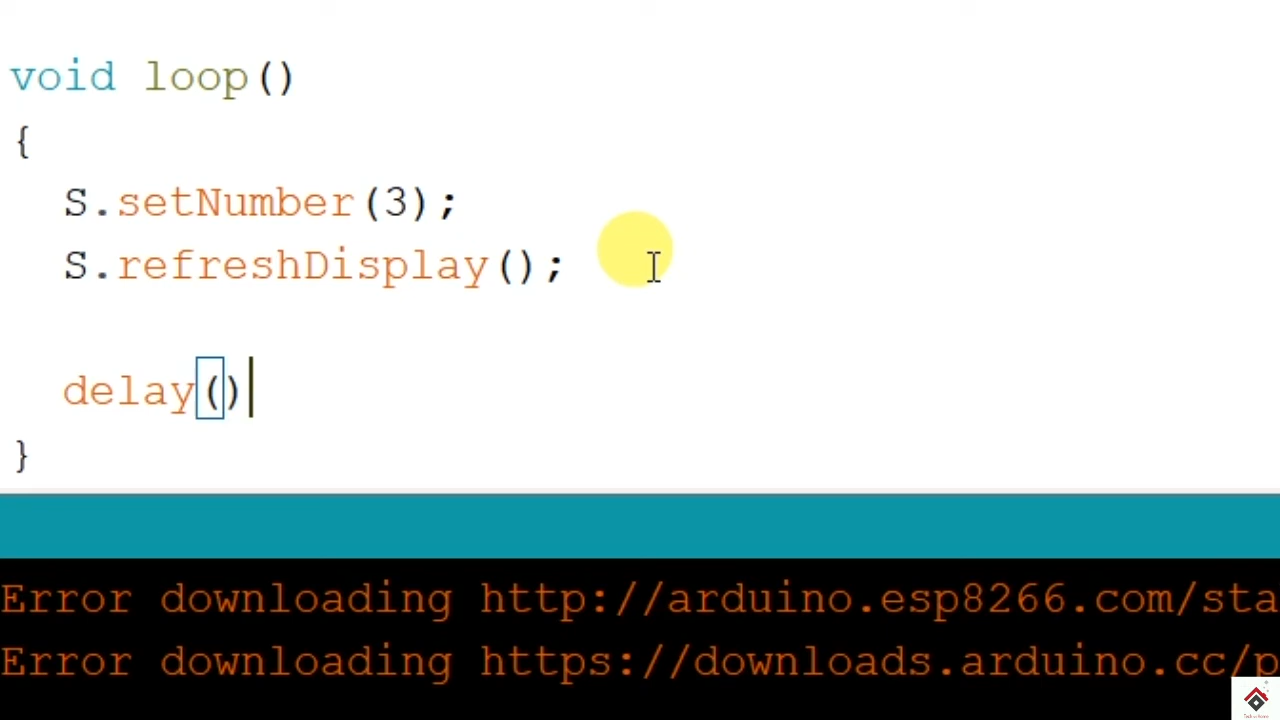 void loop()
{
S.setNumber(3);
S.refreshDisplay();
delay()
}
Error downloading http://arduino.esp8266.com/sta
Error downloading https://downloads.arduino.cc/p